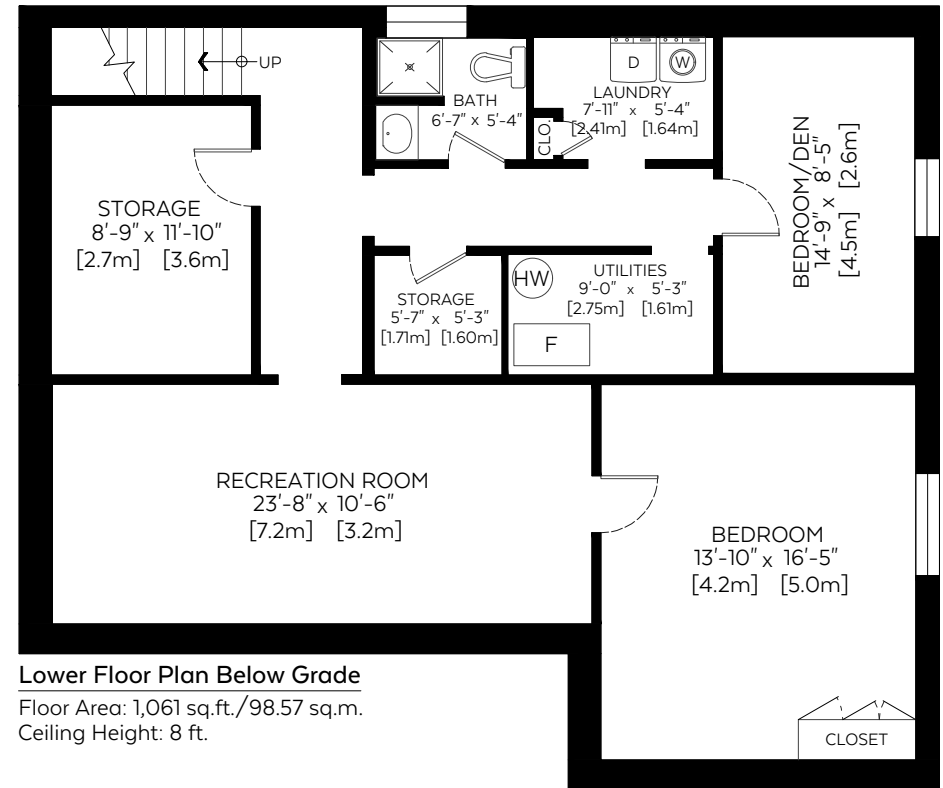 UP
BATH
6'-7" x 5'-4"
D
W
LAUNDRY
7'-11" x 5'-4"
[2.41m] [1.64m]
CLO.
BEDROOM/DEN
14'-9" x 8'-5"
[4.5m] [2.6m]
STORAGE
8'-9" x 11'-10"
[2.7m] [3.6m]
STORAGE
5'-7" x 5'-3"
[1.71m] [1.60m]
HW
UTILITIES
9'-0" x 5'-3"
[2.75m] [1.61m]
F
RECREATION ROOM
23'-8" x 10'-6"
[7.2m] [3.2m]
BEDROOM
13'-10" x 16'-5"
[4.2m] [5.0m]
CLOSET
Lower Floor Plan Below Grade
Floor Area: 1,061 sq.ft./98.57 sq.m.
Ceiling Height: 8 ft.